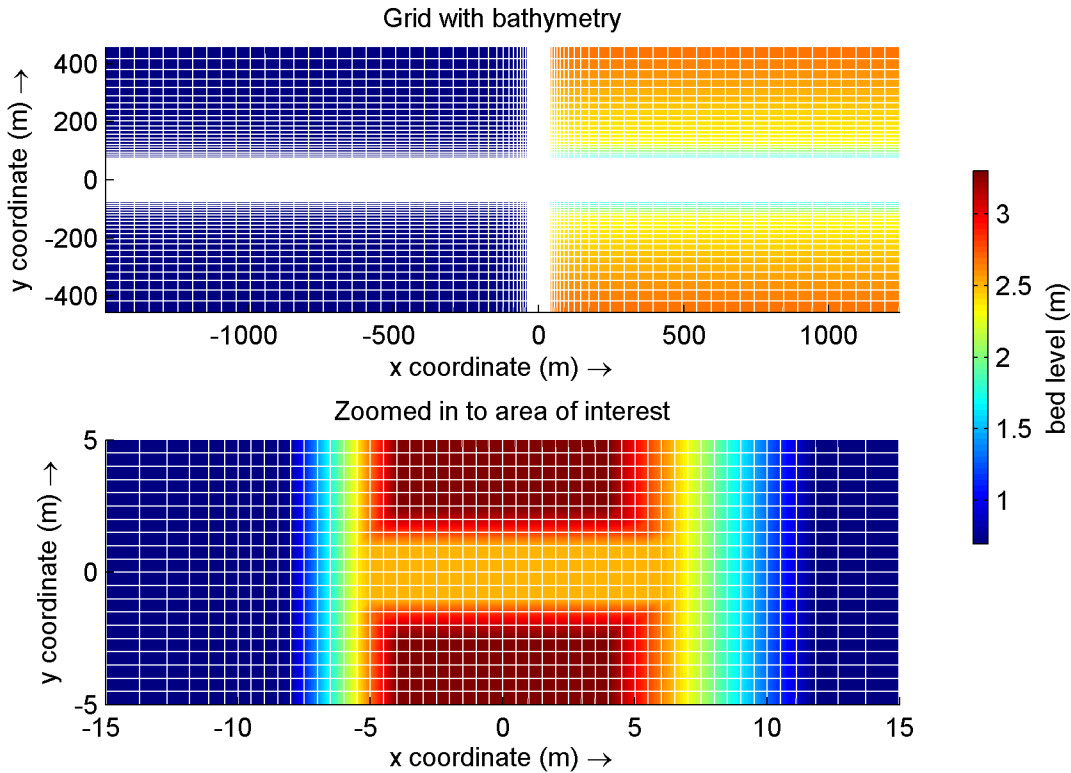 Grid with bathymetry
400
200
0
-200
-400
y coordinate (m) →
-1000 -500 0 500 1000
x coordinate (m) →
Zoomed in to area of interest
5
0
-5
y coordinate (m) →
-15 -10 -5 0 5 10 15
x coordinate (m) →
3
2.5
2
1.5
1
bed level (m)